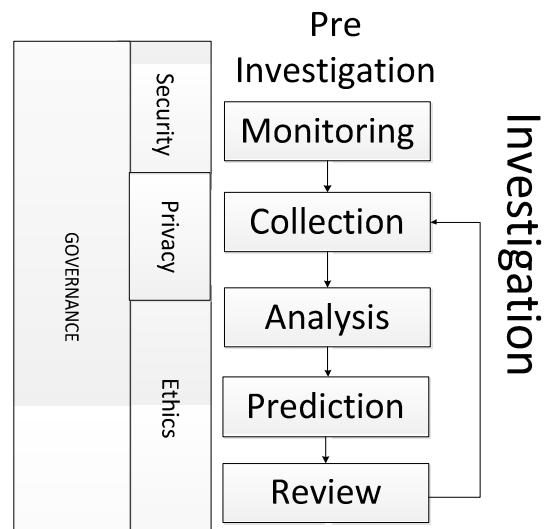 Pre
Investigation
Monitoring
Collection
Analysis
Prediction
Review
GOVERNANCE
Security
Privacy
Ethics
Investigation